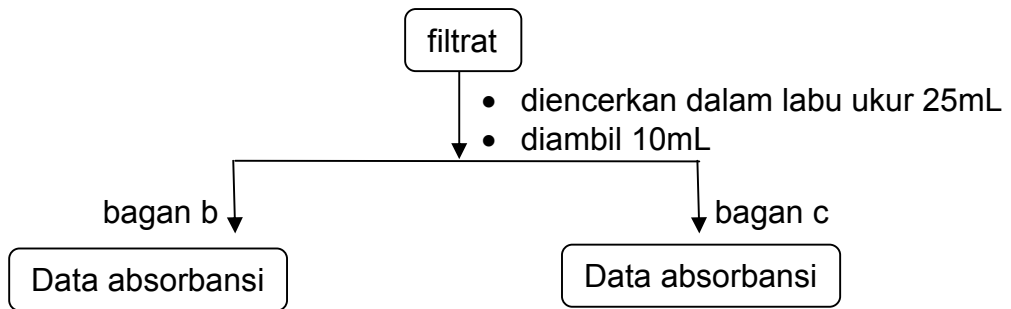 filtrat
• diencerkan dalam labu ukur 25mL
• diambil 10mL
bagan b
bagan c
Data absorbansi
Data absorbansi